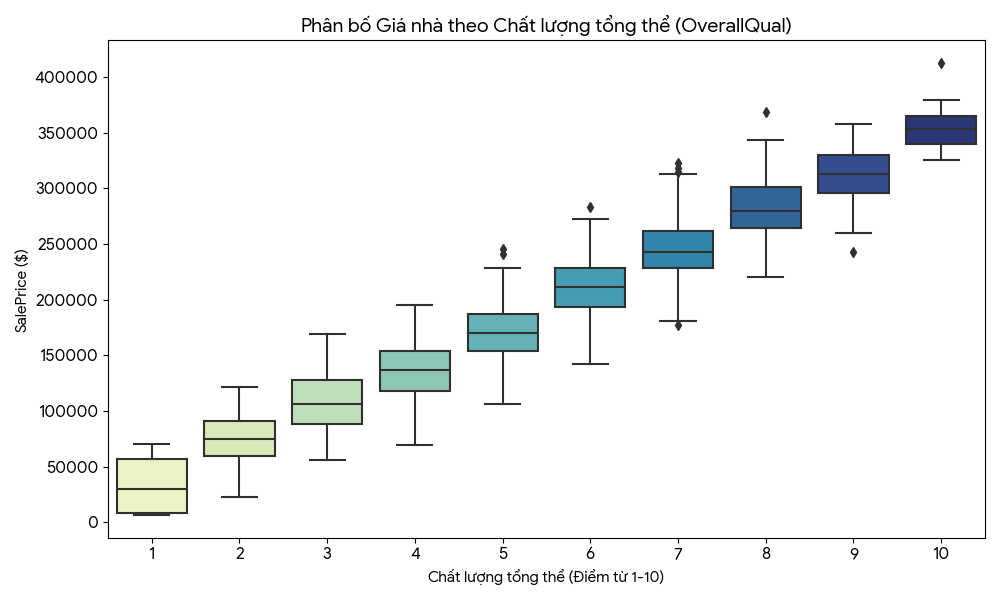 Phân bố Giá nhà theo Chất lượng tổng thể (OverallQual)
SalePrice ($)
400000
350000
300000
250000
200000
150000
100000
50000
0
1 2 3 4 5 6 7 8 9 10
Chất lượng tổng thể (Điểm từ 1-10)